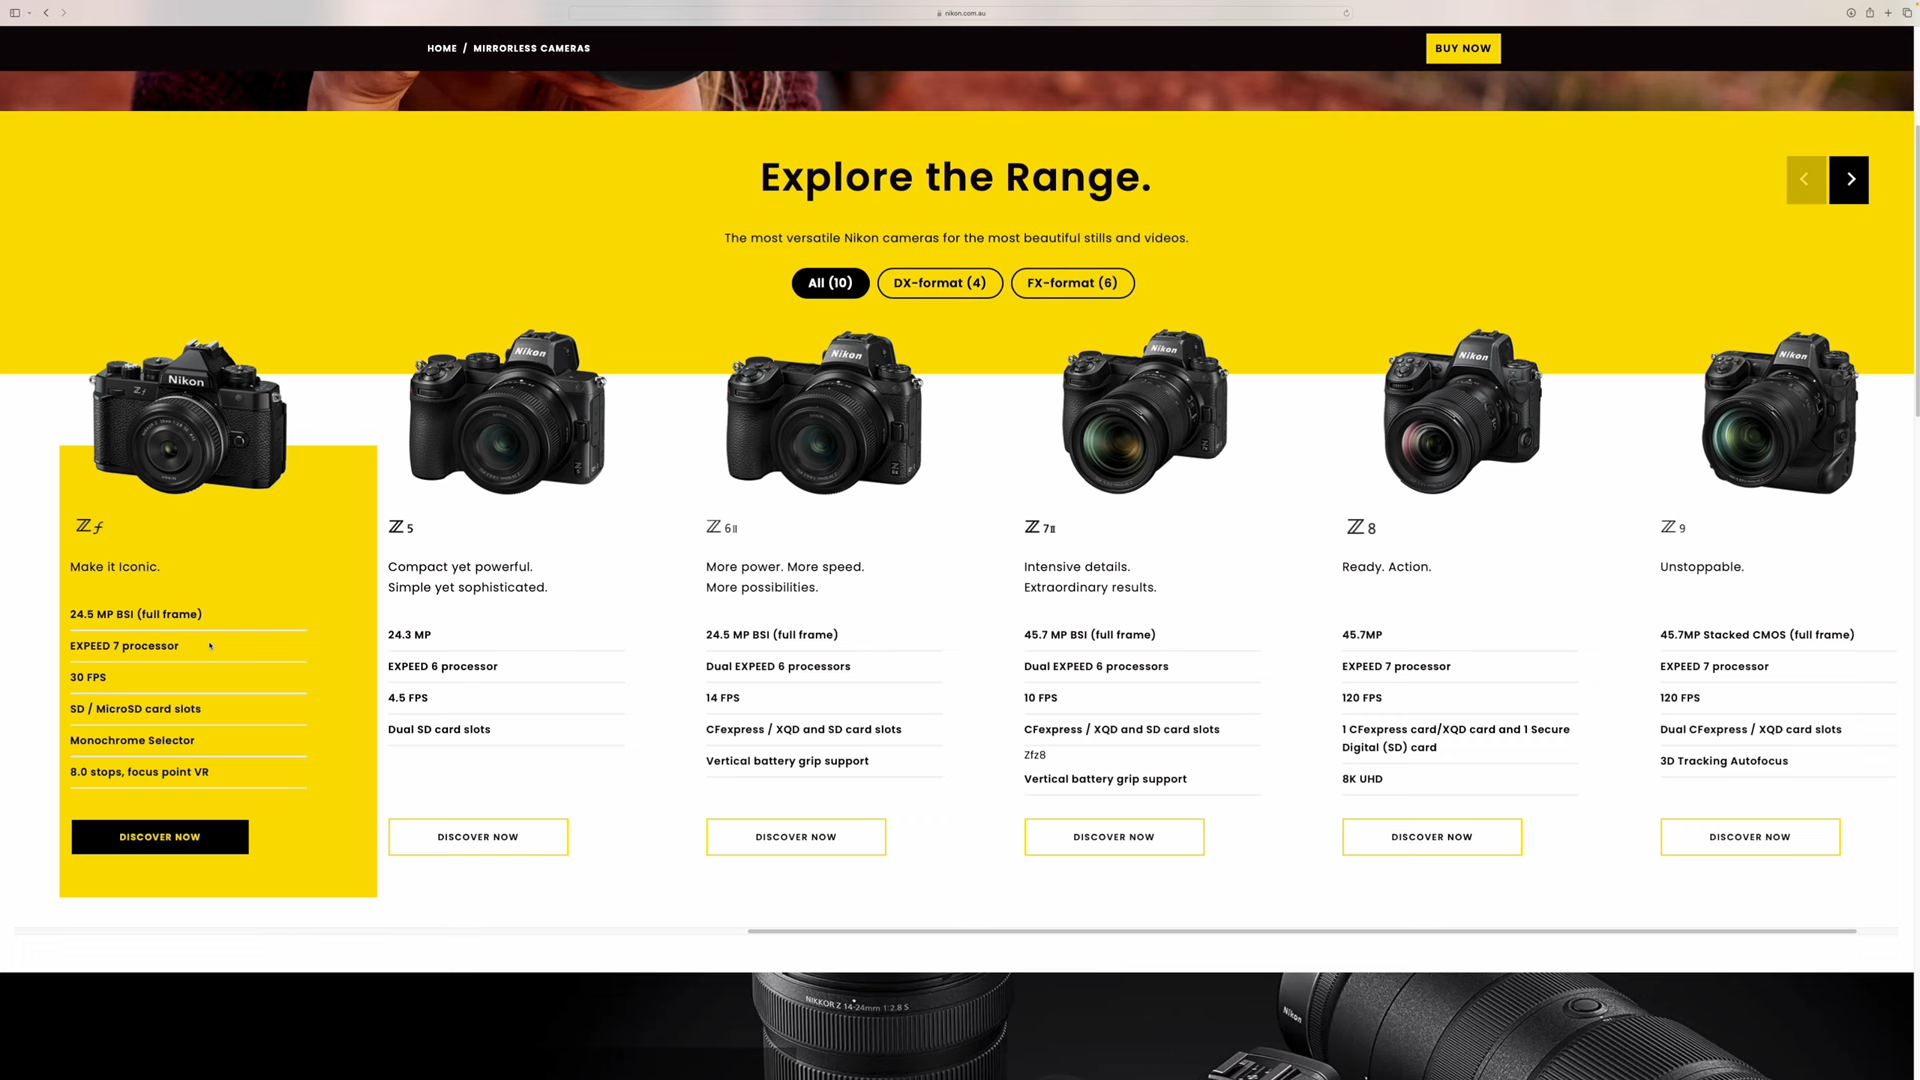 nikon.com.au
HOME / MIRRORLESS CAMERAS
BUY NOW
Explore the Range.
The most versatile Nikon cameras for the most beautiful stills and videos.
All (10)
DX-format (4)
FX-format (6)
Nikon
Nikon
Nikon
Nikon
Nikon
Nikon
Zf
Make it Iconic.
24.5 MP BSI (full frame)
EXPEED 7 processor
30 FPS
SD / MicroSD card slots
Monochrome Selector
8.0 stops, focus point VR
DISCOVER NOW
Z 5
Compact yet powerful.
Simple yet sophisticated.
24.3 MP
EXPEED 6 processor
4.5 FPS
Dual SD card slots
DISCOVER NOW
Z 6II
More power. More speed.
More possibilities.
24.5 MP BSI (full frame)
Dual EXPEED 6 processors
14 FPS
CFexpress / XQD and SD card slots
Vertical battery grip support
DISCOVER NOW
Z 7II
Intensive details.
Extraordinary results.
45.7 MP BSI (full frame)
Dual EXPEED 6 processors
10 FPS
CFexpress / XQD and SD card slots
Zfz8
Vertical battery grip support
DISCOVER NOW
Z 8
Ready. Action.
45.7MP
EXPEED 7 processor
120 FPS
1 CFexpress card/XQD card and 1 Secure
Digital (SD) card
8K UHD
DISCOVER NOW
Z 9
Unstoppable.
45.7MP Stacked CMOS (full frame)
EXPEED 7 processor
120 FPS
Dual CFexpress / XQD card slots
3D Tracking Autofocus
DISCOVER NOW
NIKKOR Z 14-24mm 1:2.8 S
Nikon